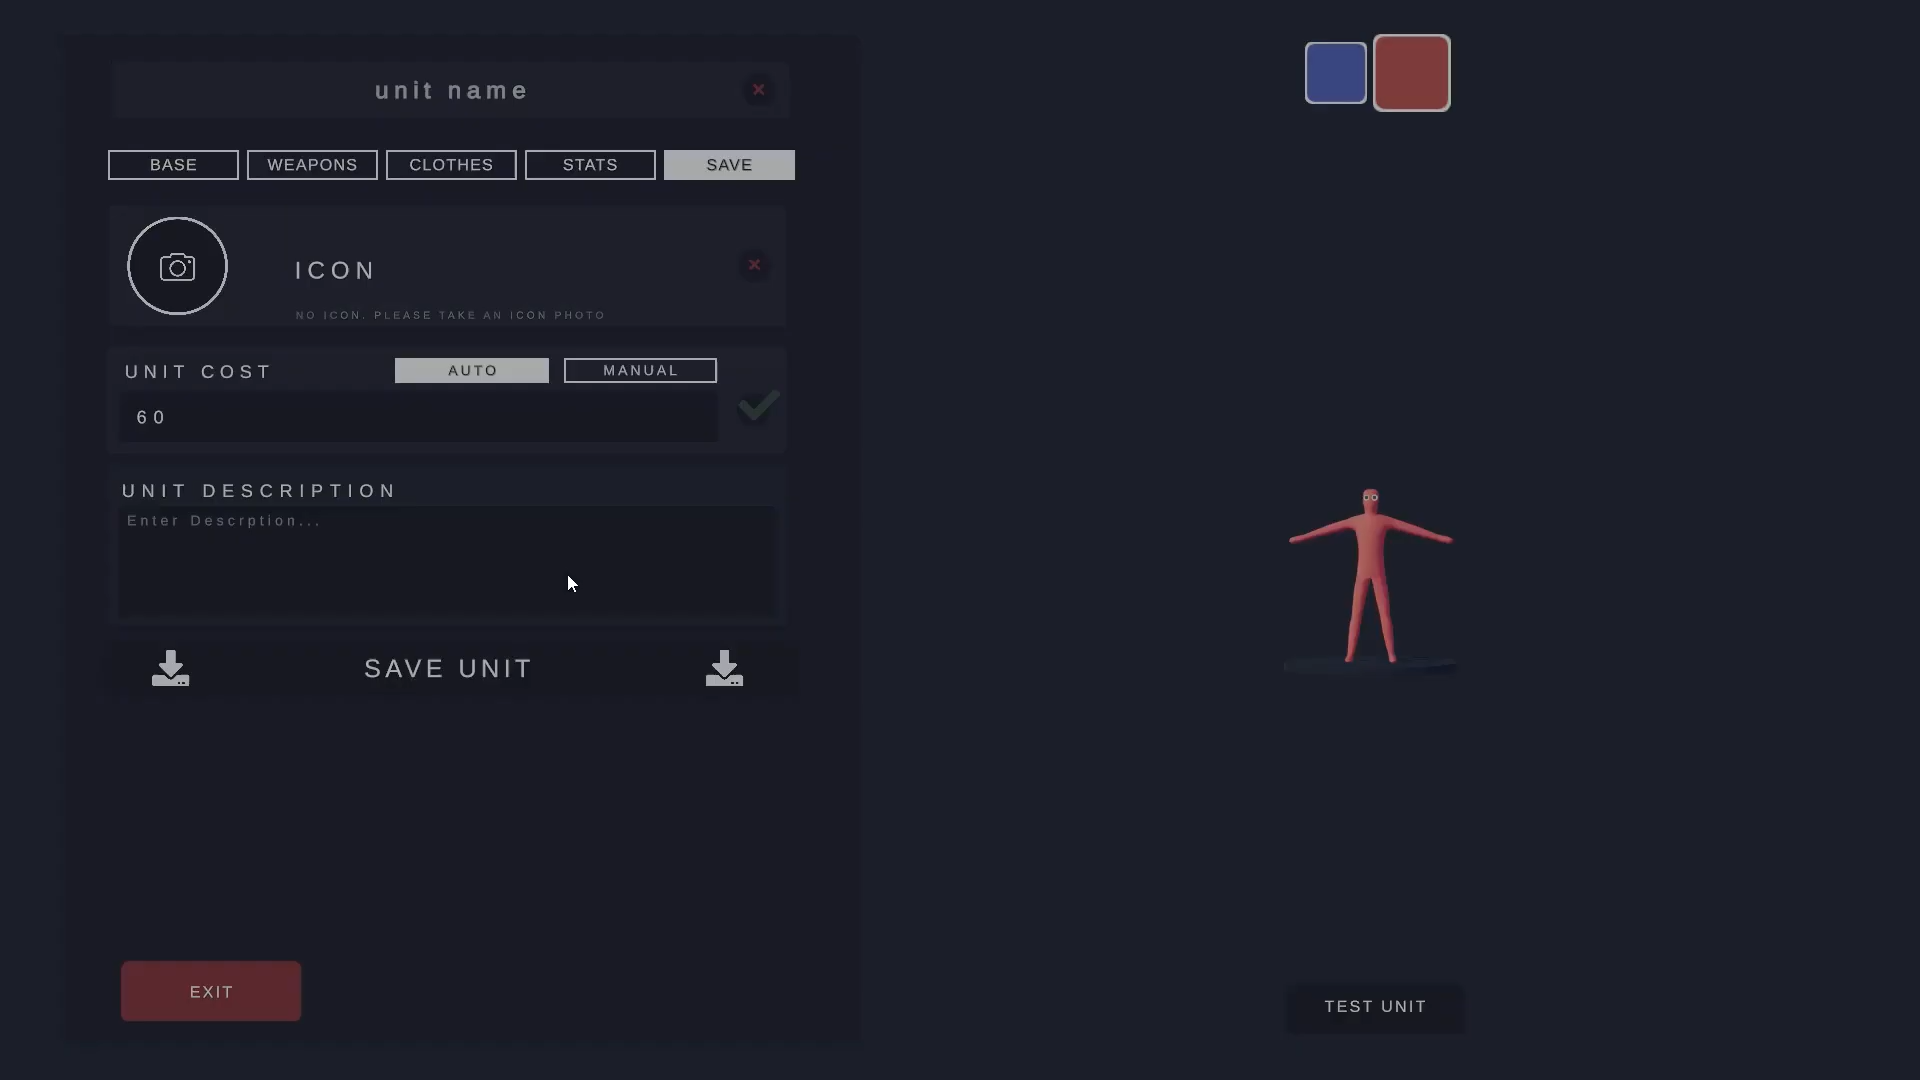 unit name
BASE
WEAPONS
CLOTHES
STATS
SAVE
ICON
NO ICON. PLEASE TAKE AN ICON PHOTO
UNIT COST
AUTO
MANUAL
60
UNIT DESCRIPTION
Enter Descrption...
SAVE UNIT
EXIT
TEST UNIT